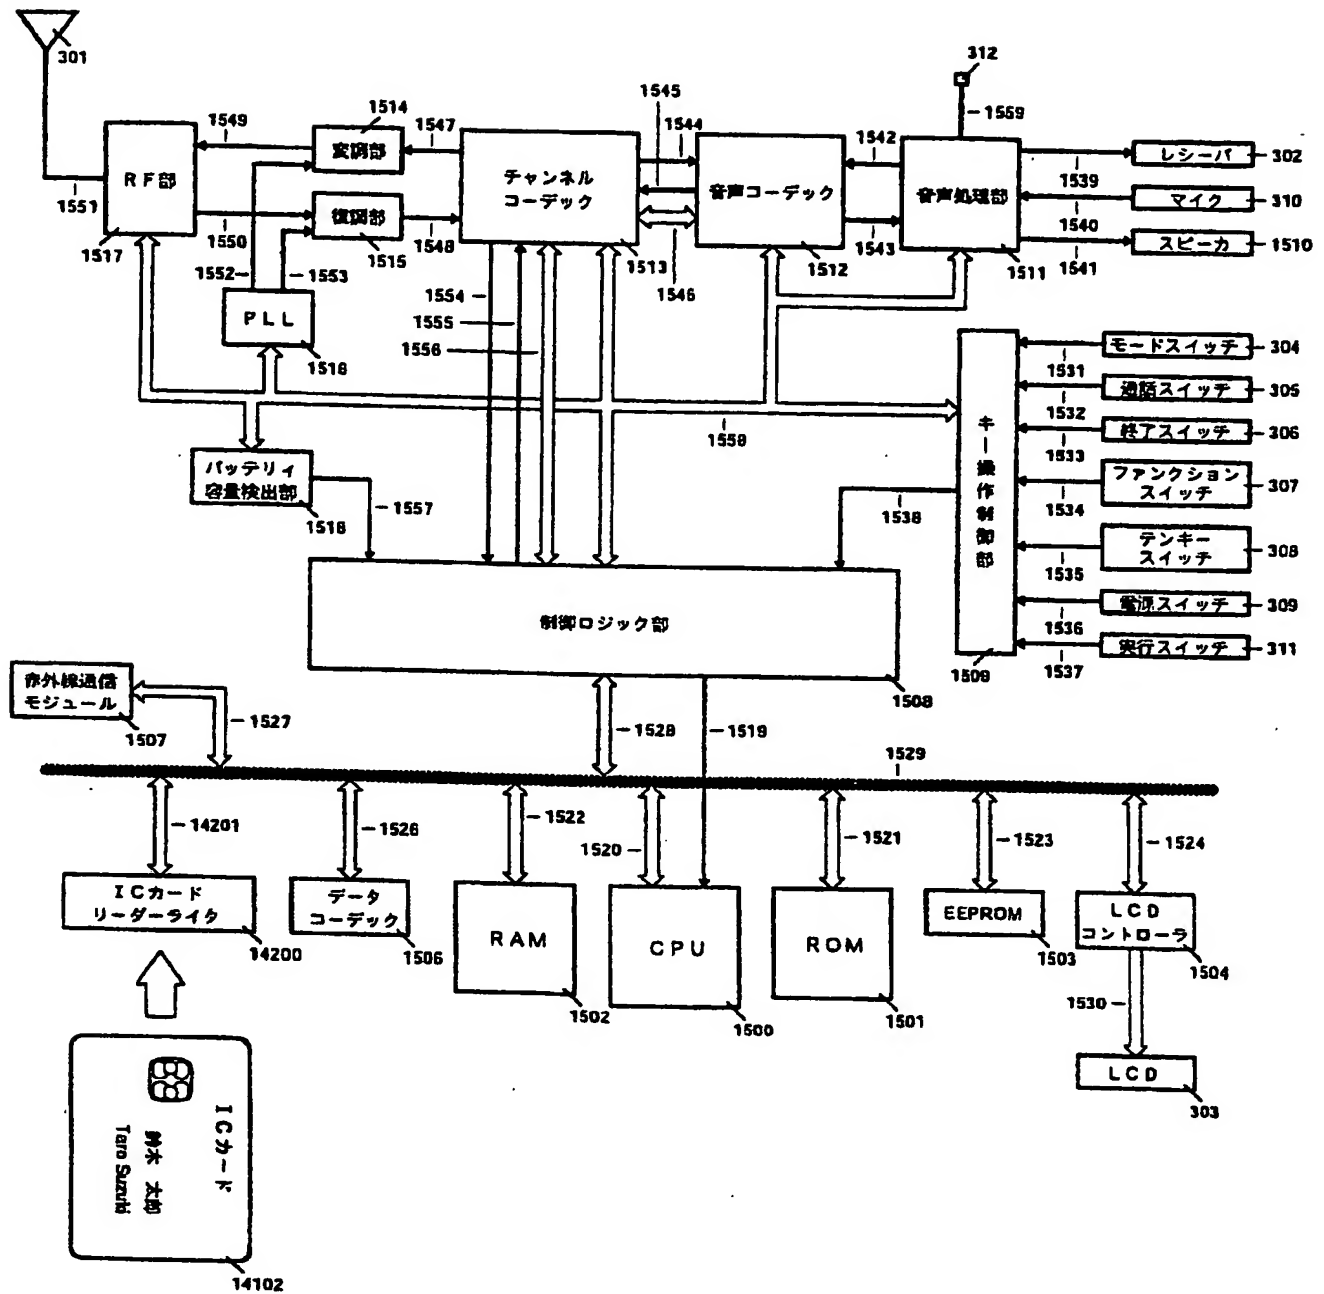 301
312
1559
1545
1549
1514
1547
1544
1542
RF部
変調部
チャンネル
コーデック
音声コーデック
音声処理部
レシーバ
302
1539
マイク
310
1540
スピーカ
1510
1541
1551
1517
1550
復調部
1515
1548
1513
1546
1512
1543
1511
1552
1553
PLL
1516
1554
1555
1556
1558
モードスイッチ
304
1531
通話スイッチ
305
1532
終了スイッチ
306
1533
ファンクション
スイッチ
307
1534
テンキー
スイッチ
308
1535
電源スイッチ
309
1536
実行スイッチ
311
1537
キー操作制御部
1509
1538
バッテリィ
容量検出部
1518
1557
制御ロジック部
1508
赤外線通信
モジュール
1507
1527
1528
1519
1529
14201
1526
1522
1520
1521
1523
1524
ICカード
リーダーライタ
14200
データ
コーデック
1506
RAM
1502
CPU
1500
ROM
1501
EEPROM
1503
LCD
コントローラ
1504
1530
LCD
303
ICカード
鈴木 太郎
Taro Suzuki
14102